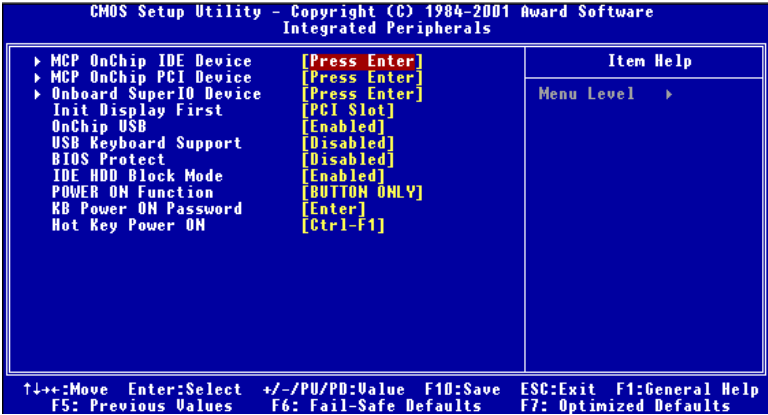 CMOS Setup Utility - Copyright (C) 1984-2001 Award Software
Integrated Peripherals
MCP OnChip IDE Device [Press Enter]
MCP OnChip PCI Device [Press Enter]
Onboard SuperIO Device [Press Enter]
Init Display First [PCI Slot]
OnChip USB [Enabled]
USB Keyboard Support [Disabled]
BIOS Protect [Disabled]
IDE HDD Block Mode [Enabled]
POWER ON Function [BUTTON ONLY]
KB Power ON Password [Enter]
Hot Key Power ON [Ctrl-F1]
Item Help
Menu Level ▸
↑↓→←:Move Enter:Select +/-/PU/PD:Value F10:Save ESC:Exit F1:General Help
F5: Previous Values F6: Fail-Safe Defaults F7: Optimized Defaults